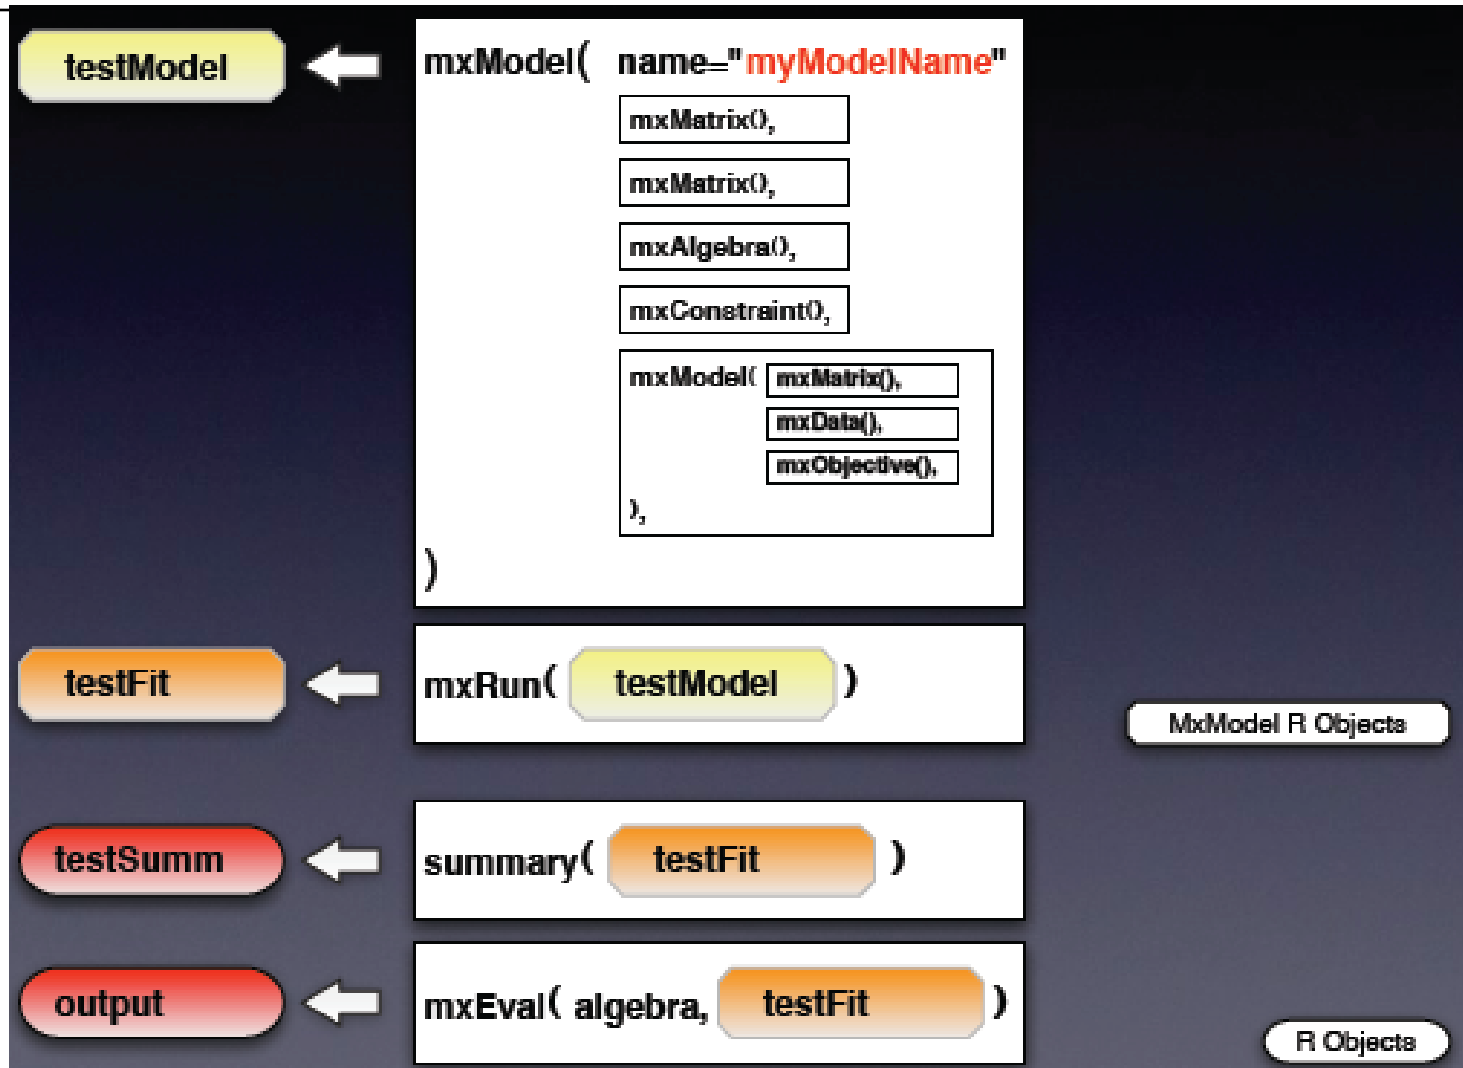 testModel
mxModel( name="myModelName"
mxMatrix(),
mxMatrix(),
mxAlgebra(),
mxConstraint(),
mxModel( mxMatrix(),
mxData(),
mxObjective(),
),
)
testFit
mxRun( testModel )
MxModel R Objects
testSumm
summary( testFit )
output
mxEval( algebra, testFit )
R Objects